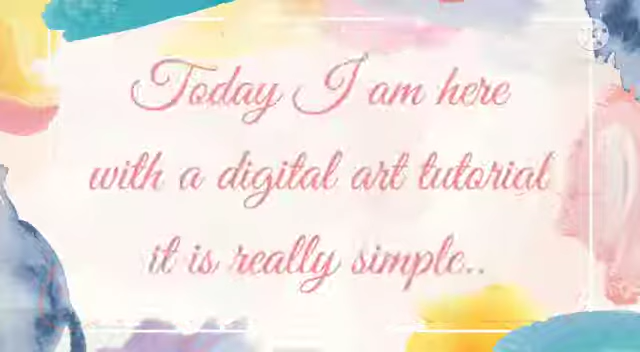 Today I am here
with a digital art tutorial
it is really simple..